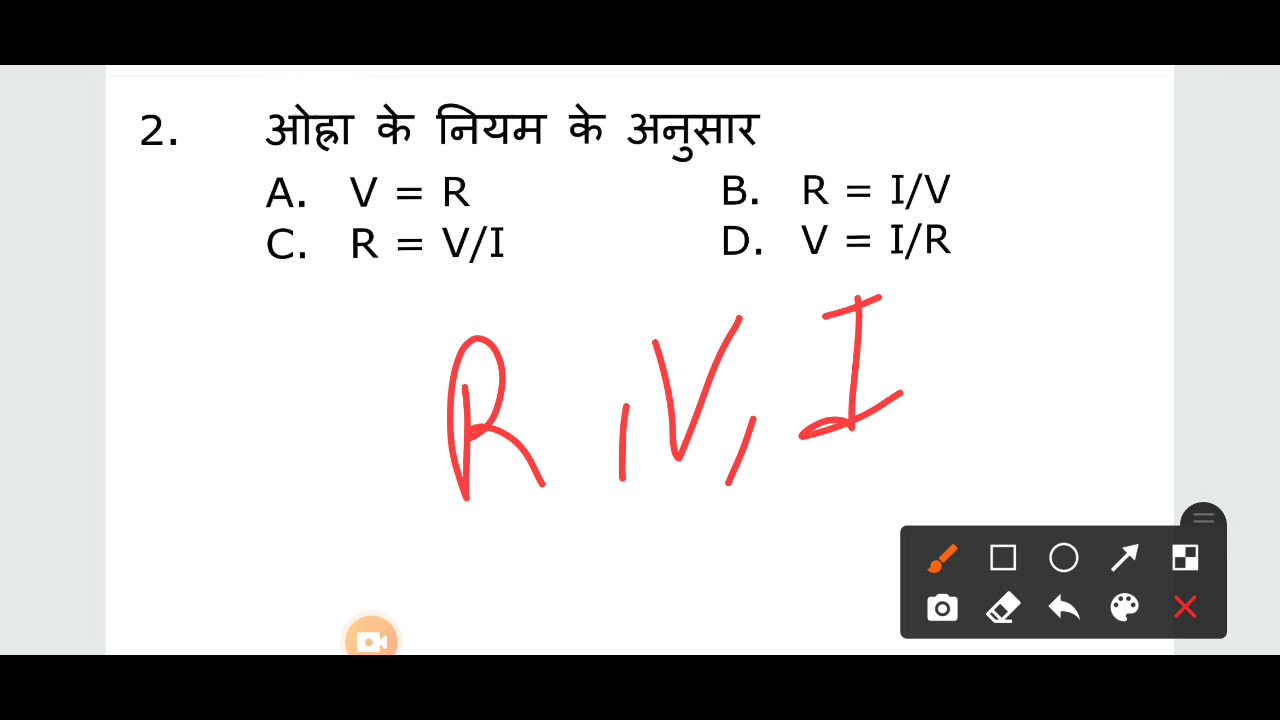 2. ओह्म के नियम के अनुसार
A. V = R B. R = I/V
C. R = V/I D. V = I/R
R , V , I